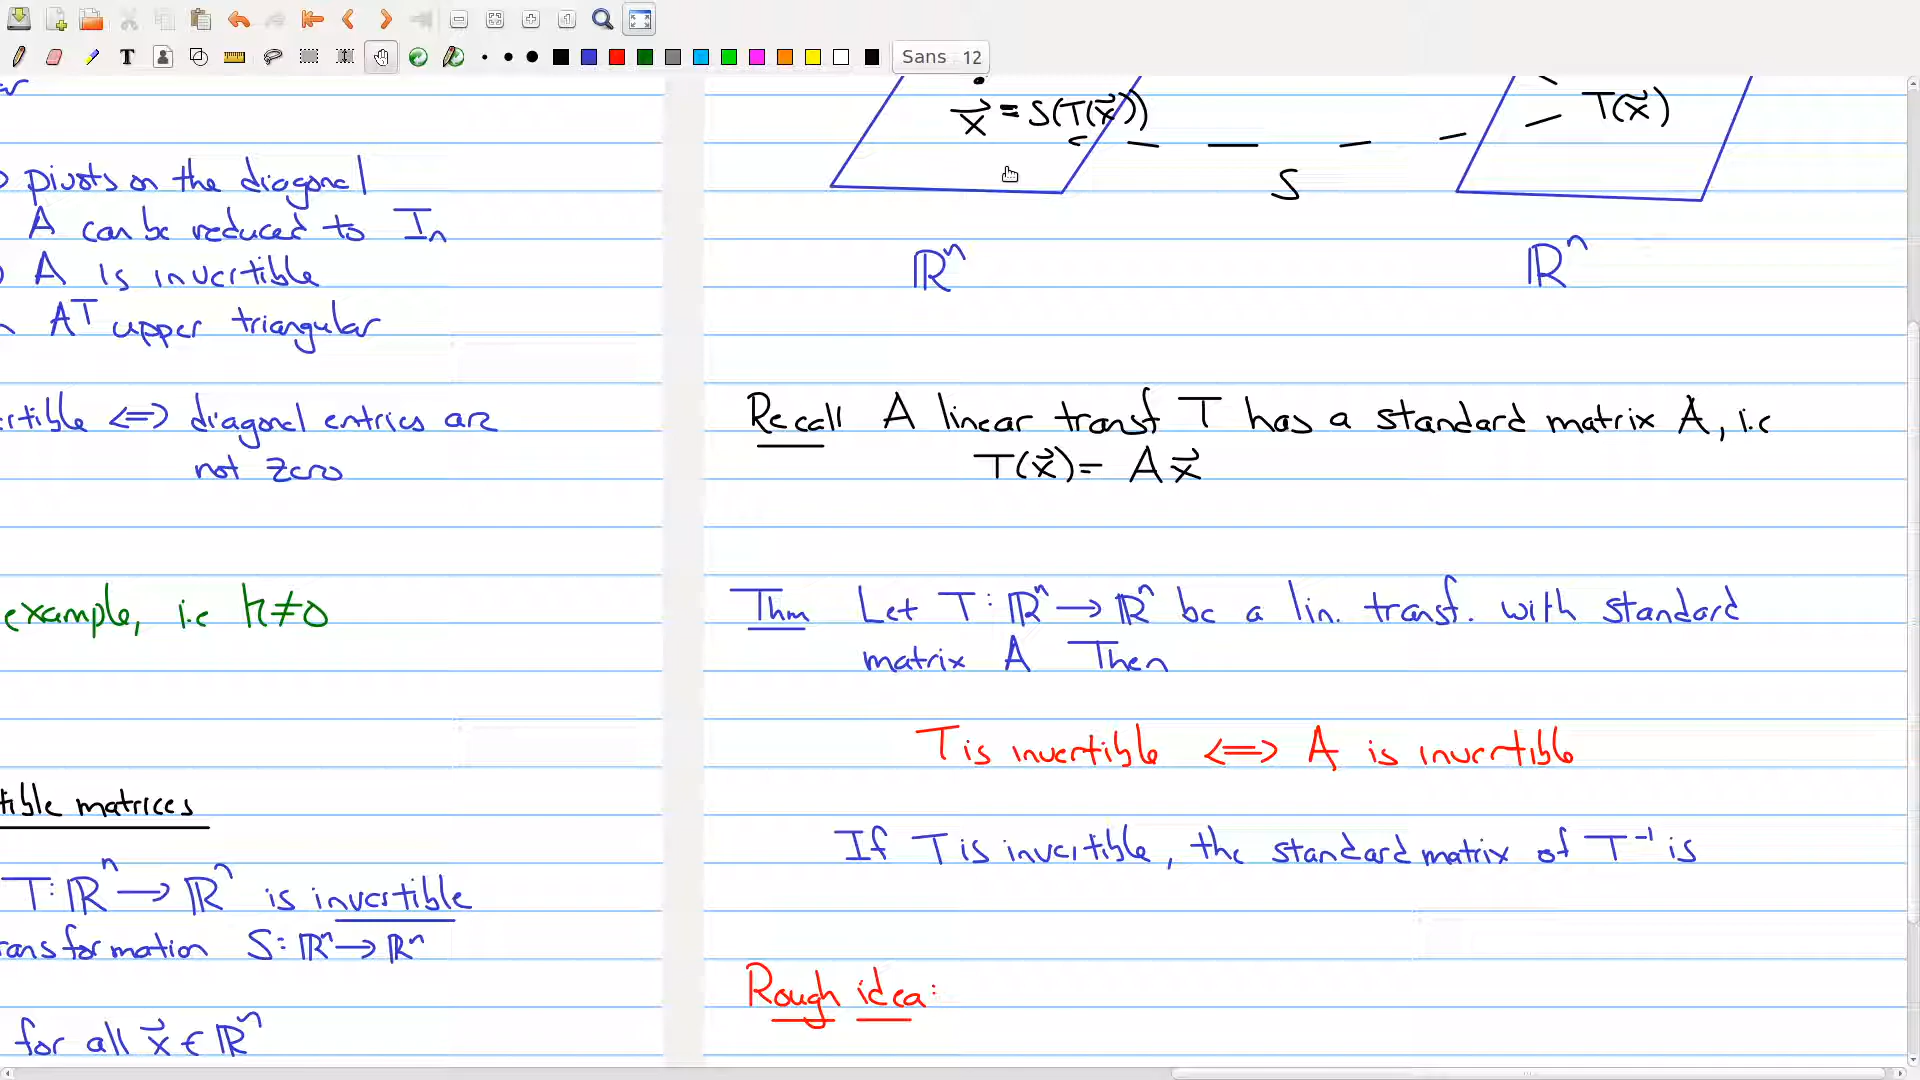 Sans 12
ar
pivots on the diagonal
A can be reduced to Iₙ
A is invertible
Aᵀ upper triangular
rtible <=> diagonal entries are
not zero
example, i.e h≠0
tible matrices
T: ℝⁿ → ℝⁿ is invertible
ransformation S: ℝⁿ → ℝⁿ
for all x⃗ ∈ ℝⁿ
x⃗ = S(T(x⃗))
T(x⃗)
S
ℝⁿ
ℝⁿ
Recall A linear transf T has a standard matrix A, i.e
T(x⃗) = A x⃗
Thm Let T: ℝⁿ → ℝⁿ be a lin. transf. with standard
matrix A Then
T is invertible <=> A is invertible
If T is invertible, the standard matrix of T⁻¹ is
Rough idea: